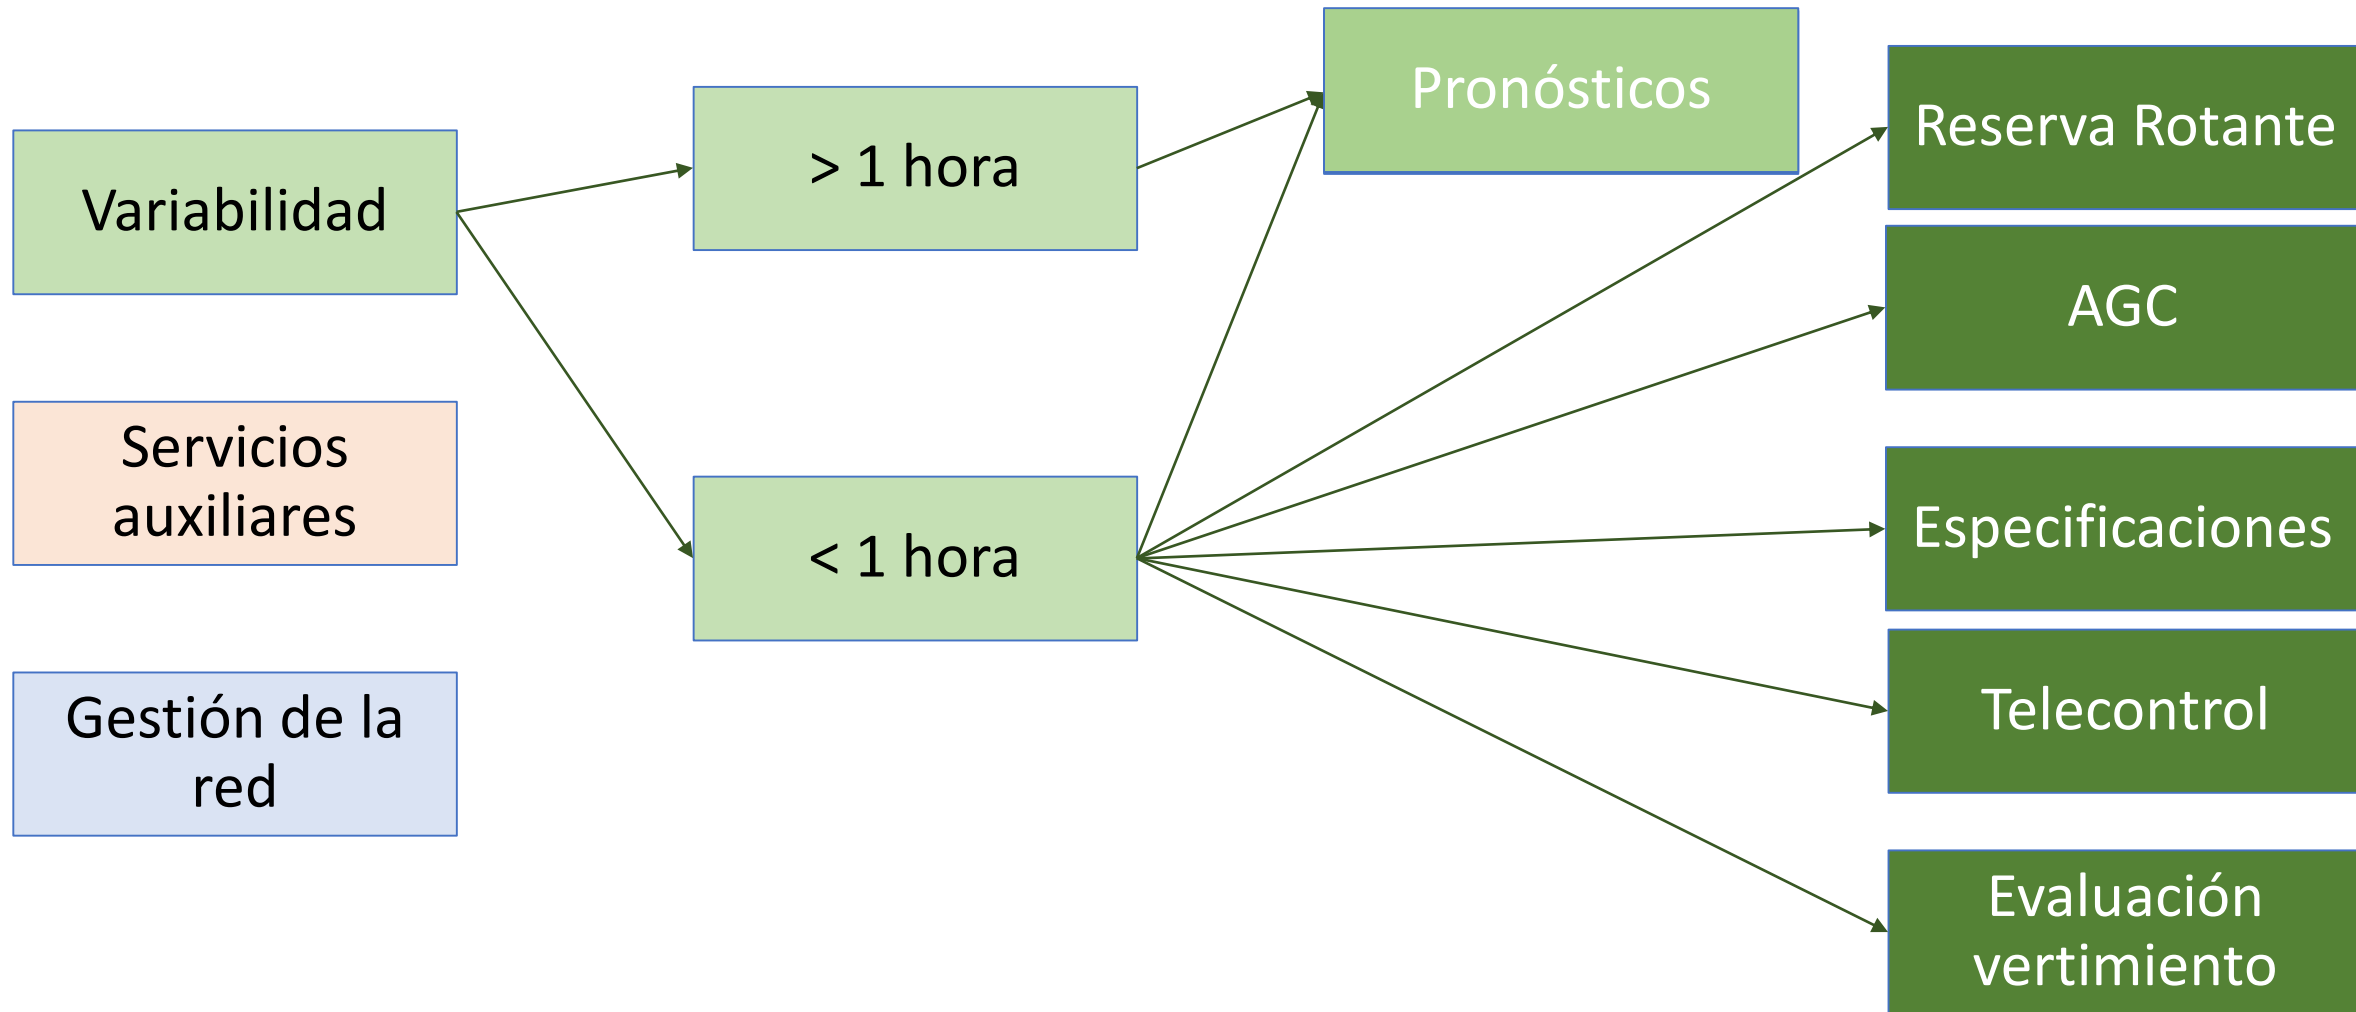 Variabilidad
Servicios
auxiliares
Gestión de la
red
> 1 hora
< 1 hora
Pronósticos
Reserva Rotante
AGC
Especificaciones
Telecontrol
Evaluación
vertimiento